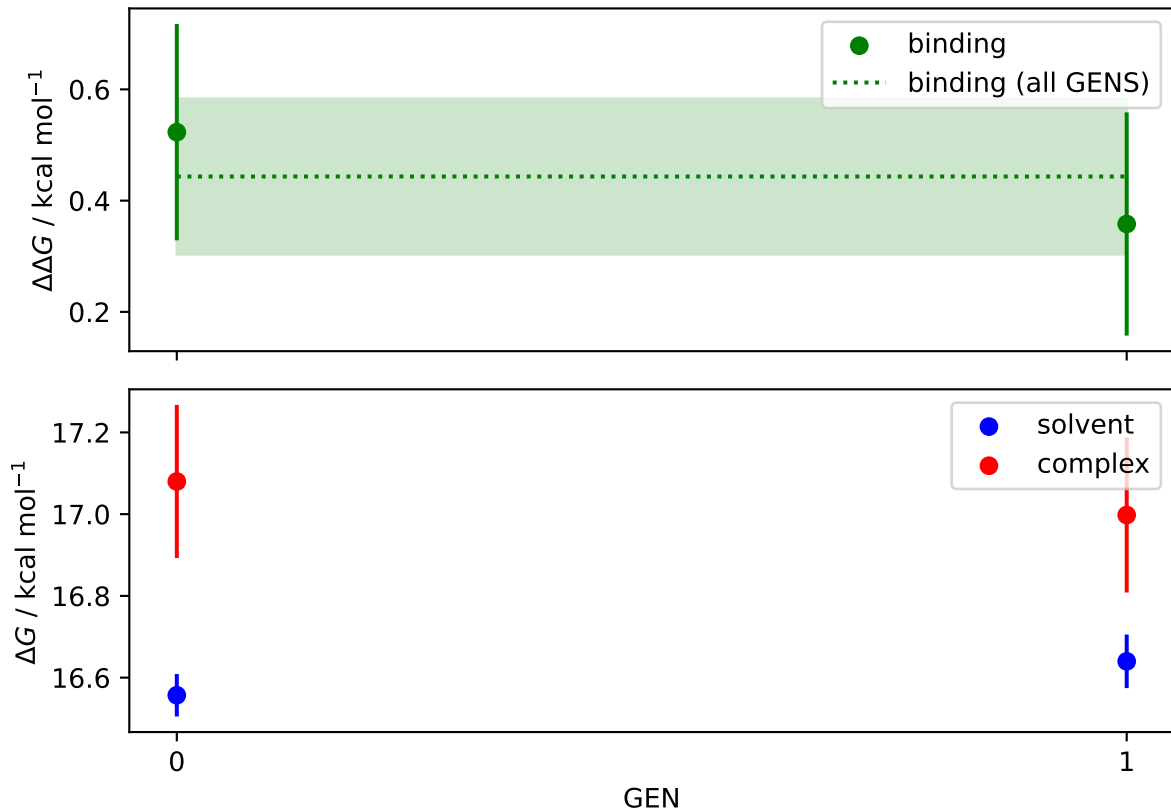 binding
binding (all GENS)
0.6
0.4
0.2
ΔΔG / kcal mol⁻¹
solvent
complex
17.2
17.0
16.8
16.6
ΔG / kcal mol⁻¹
0 1
GEN